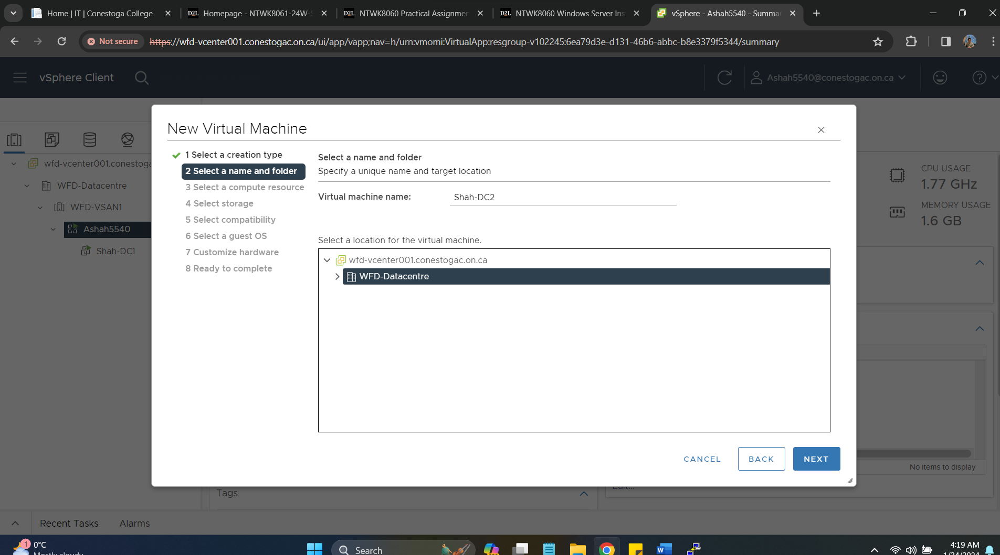 Home | IT | Conestoga College
Homepage - NTWK8061-24W-
NTWK8060 Practical Assignmen
NTWK8060 Windows Server Ins
vSphere - Ashah5540 - Summar
Not secure
https://wfd-vcenter001.conestogac.on.ca/ui/app/vapp;nav=h/urn:vmomi:VirtualApp:resgroup-v102245:6ea79d3e-d131-46b6-abbc-b8e3379f5344/summary
vSphere Client
Ashah5540@conestogac.on.ca
wfd-vcenter001.conestoga
WFD-Datacentre
WFD-VSAN1
Ashah5540
Shah-DC1
New Virtual Machine
1 Select a creation type
2 Select a name and folder
3 Select a compute resource
4 Select storage
5 Select compatibility
6 Select a guest OS
7 Customize hardware
8 Ready to complete
Select a name and folder
Specify a unique name and target location
Virtual machine name:
Shah-DC2
Select a location for the virtual machine.
wfd-vcenter001.conestogac.on.ca
WFD-Datacentre
CANCEL
BACK
NEXT
CPU USAGE
1.77 GHz
MEMORY USAGE
1.6 GB
No items to display
Edit...
Tags
Recent Tasks
Alarms
1
0°C
Mostly cloudy
Search
4:19 AM
1/24/2024